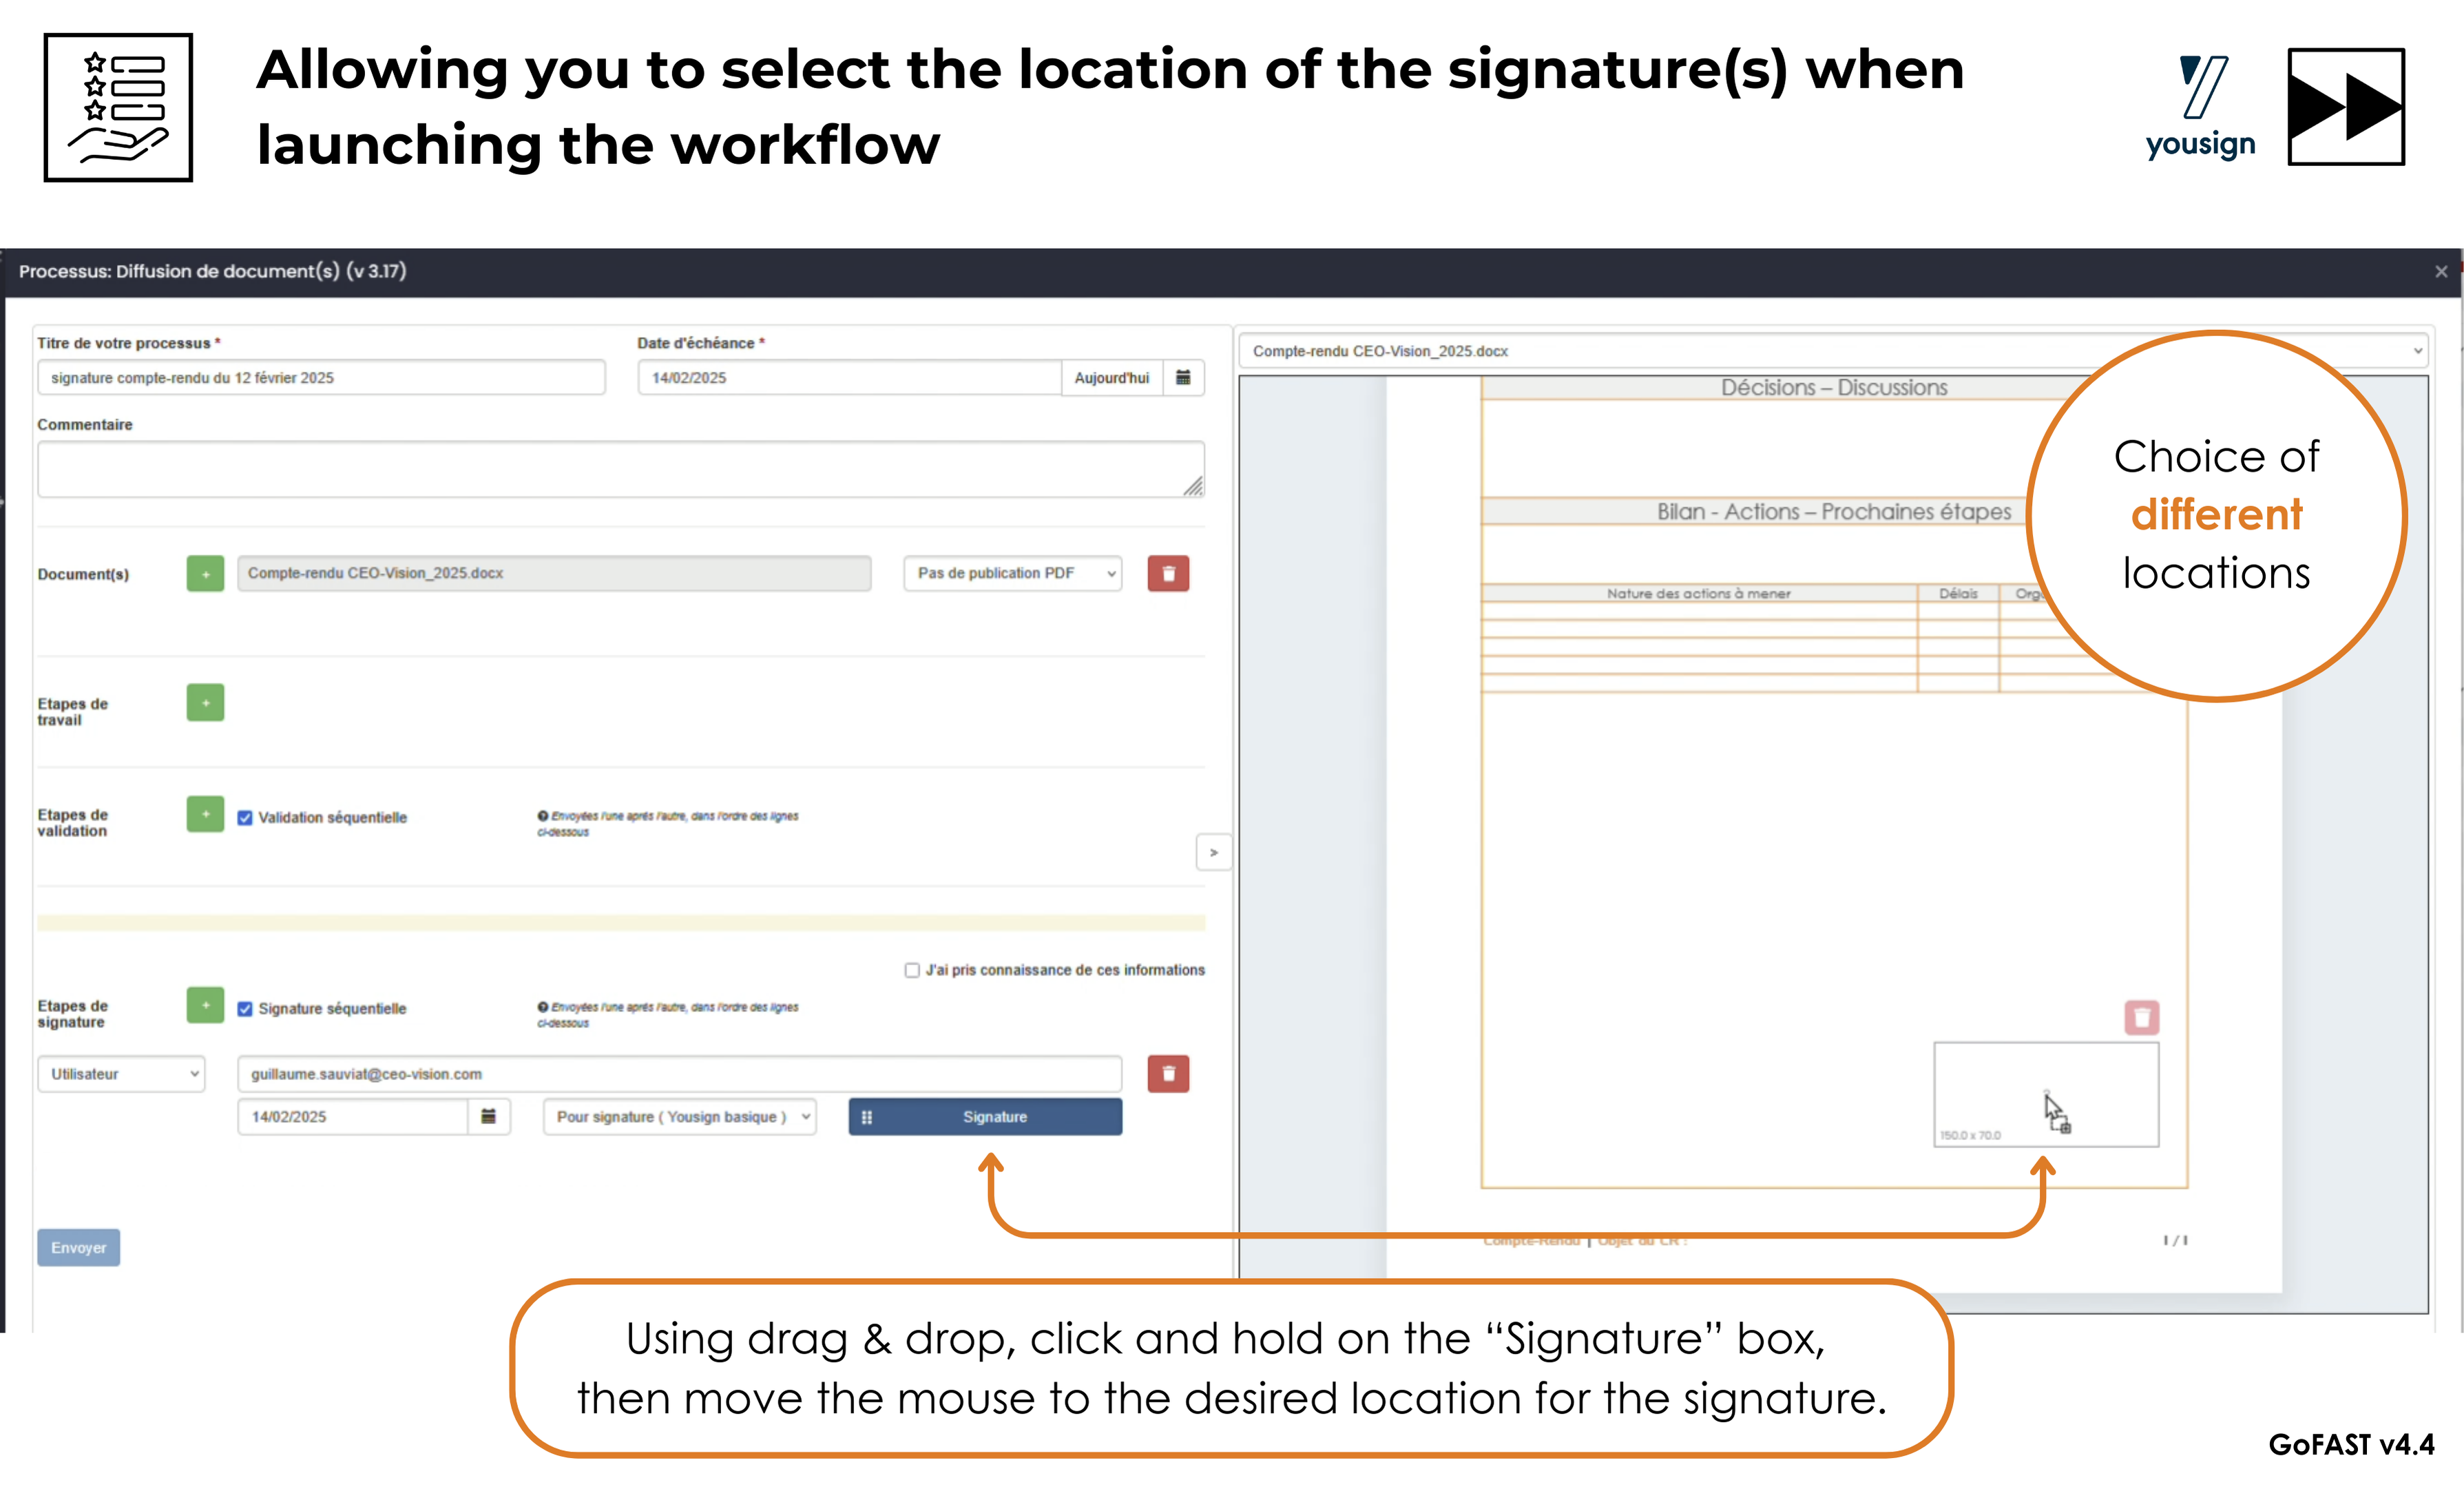 Allowing you to select the location of the signature(s) when
launching the workflow
yousign
Processus: Diffusion de document(s) (v 3.17)
Titre de votre processus *
Date d'échéance *
signature compte-rendu du 12 février 2025
14/02/2025
Aujourd'hui
Commentaire
Document(s)
+
Compte-rendu CEO-Vision_2025.docx
Pas de publication PDF
Etapes de
travail
+
Etapes de
validation
+
Validation séquentielle
Envoyées l'une aprés l'autre, dans l'ordre des lignes
ci-dessous
>
J'ai pris connaissance de ces informations
Etapes de
signature
+
Signature séquentielle
Envoyées l'une aprés l'autre, dans l'ordre des lignes
ci-dessous
Utilisateur
guillaume.sauviat@ceo-vision.com
14/02/2025
Pour signature ( Yousign basique )
Signature
Envoyer
Compte-rendu CEO-Vision_2025.docx
Décisions – Discussions
Bilan - Actions – Prochaines étapes
Nature des actions à mener
Délais
Choice of
different
locations
150.0 x 70.0
Compte-Rendu | Objet du CR :
1 / 1
Using drag & drop, click and hold on the “Signature” box,
then move the mouse to the desired location for the signature.
GoFAST v4.4